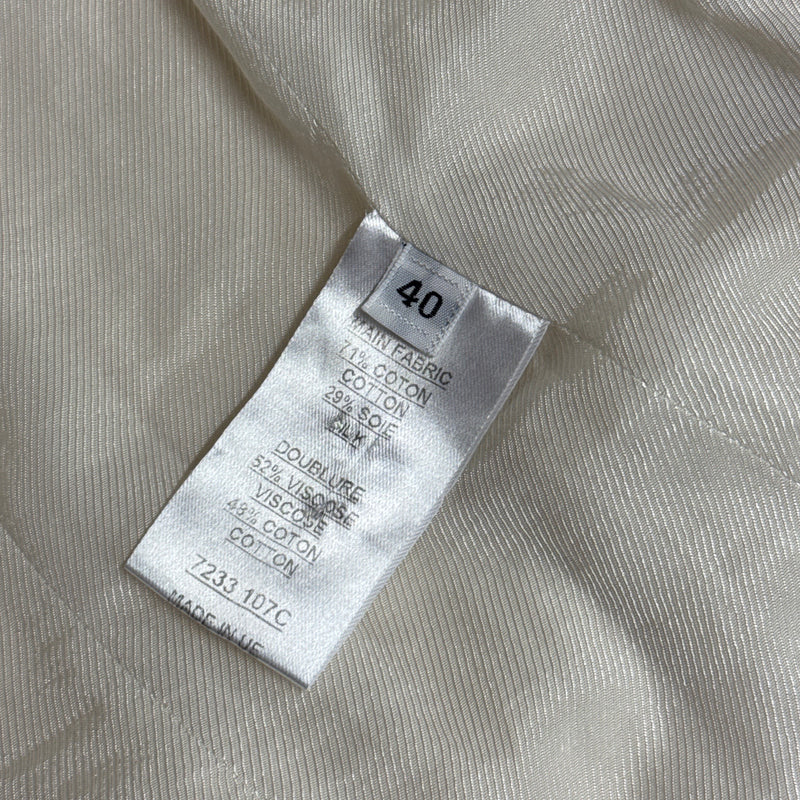 40
MAIN FABRIC
71% COTON
COTTON
29% SOIE
SILK
DOUBLURE
52% VISCOSE
VISCOSE
48% COTON
COTTON
7233 107C
MADE IN UE